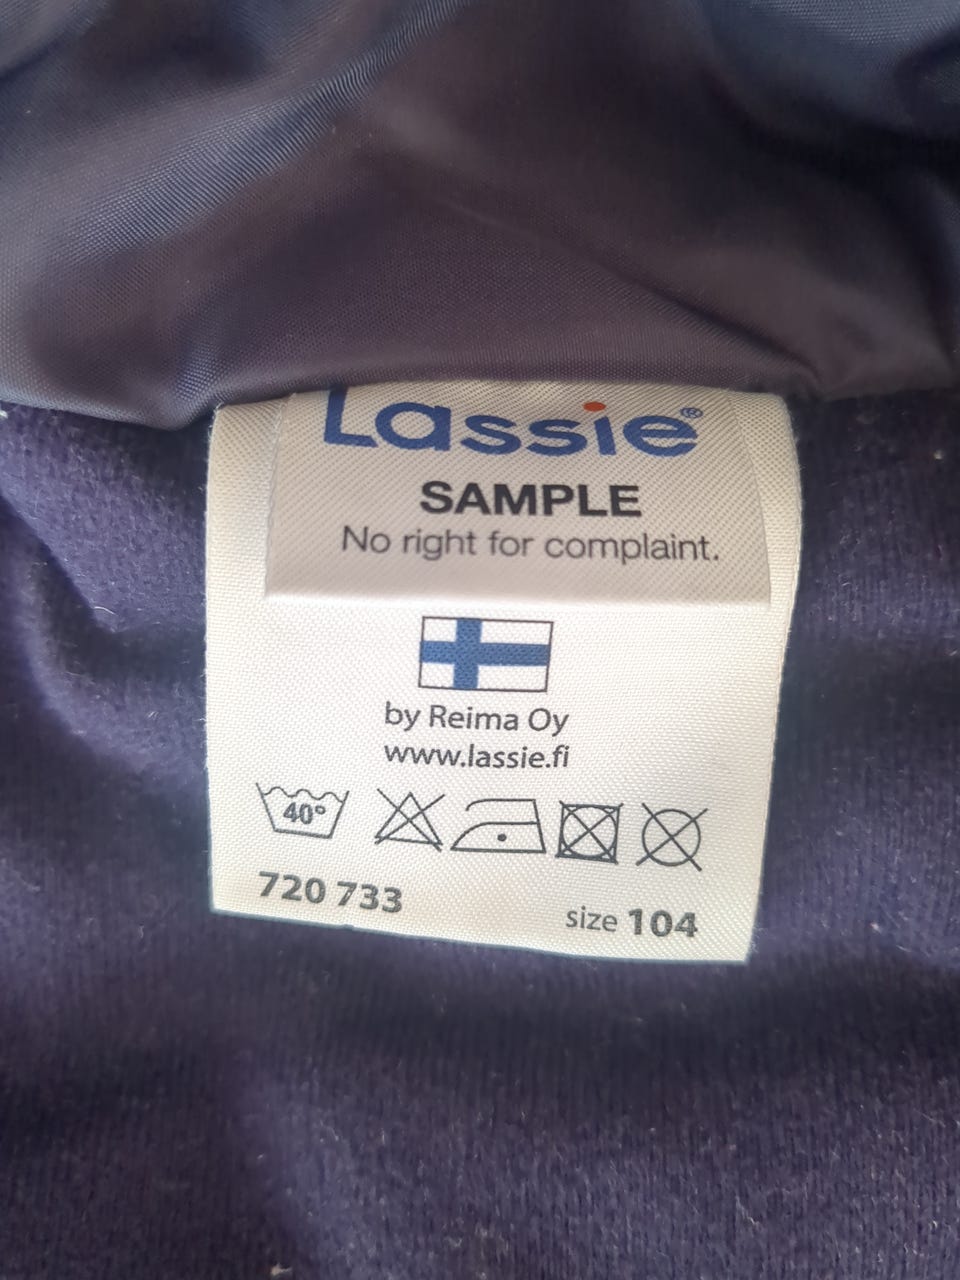 Lassie®
SAMPLE
No right for complaint.
by Reima Oy
www.lassie.fi
40°
720 733
size 104